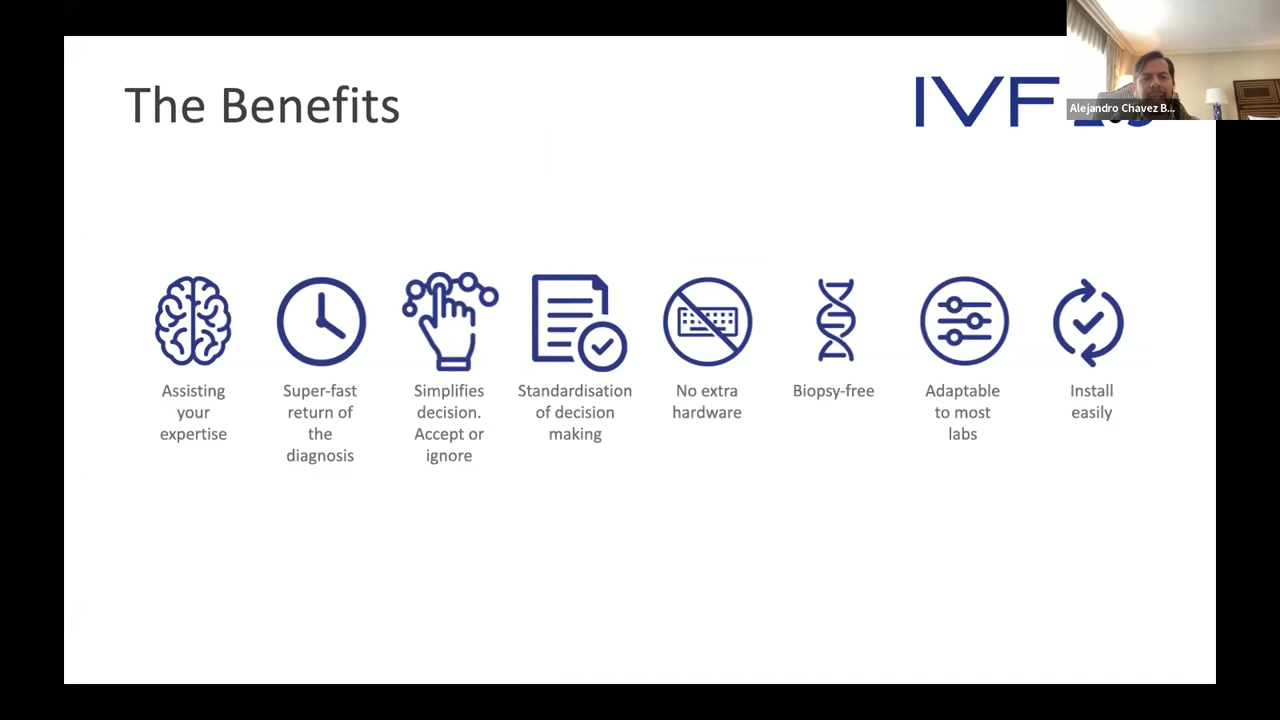 The Benefits
IVF
Alejandro Chavez B...
Assisting
your
expertise
Super-fast
return of
the
diagnosis
Simplifies
decision.
Accept or
ignore
Standardisation
of decision
making
No extra
hardware
Biopsy-free
Adaptable
to most
labs
Install
easily